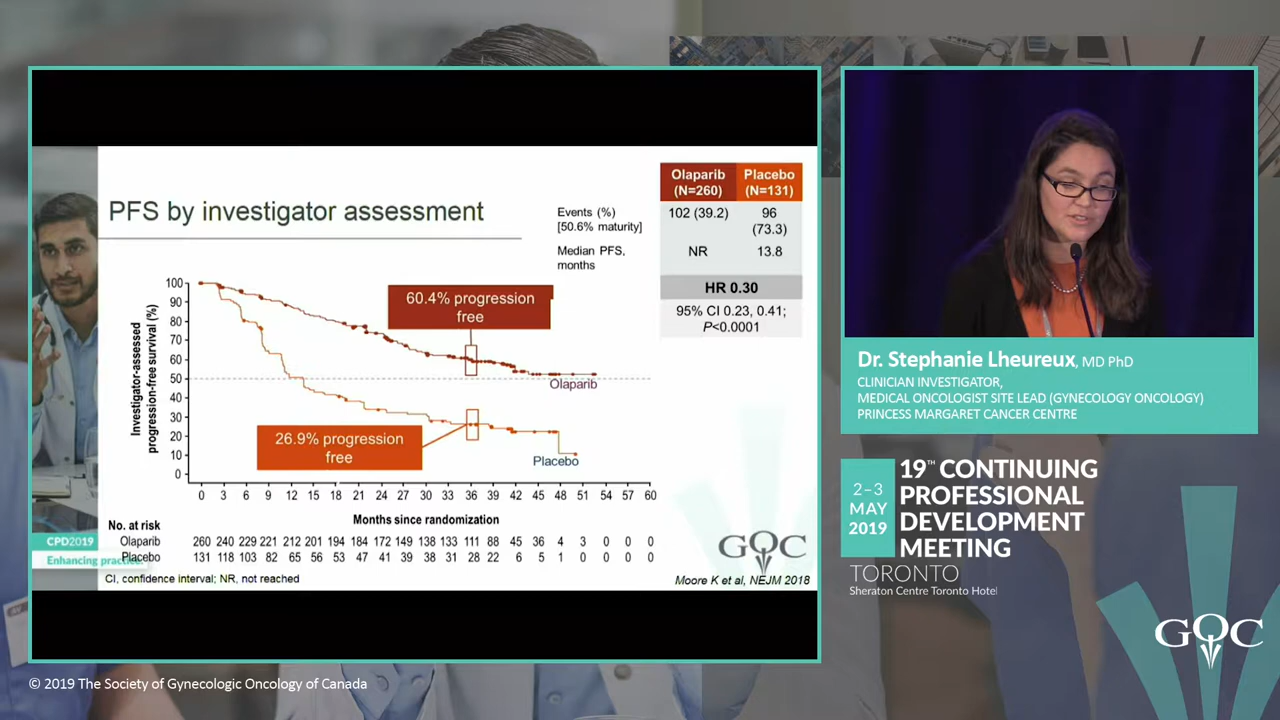 PFS by investigator assessment
Olaparib
(N=260)
Placebo
(N=131)
Events (%)
[50.6% maturity]
102 (39.2)
96
(73.3)
Median PFS,
months
NR
13.8
HR 0.30
95% CI 0.23, 0.41;
P<0.0001
Investigator-assessed
progression-free survival (%)
100
90
80
70
60
50
40
30
20
10
0
60.4% progression
free
Olaparib
26.9% progression
free
Placebo
0 3 6 9 12 15 18 21 24 27 30 33 36 39 42 45 48 51 54 57 60
Months since randomization
No. at risk
Olaparib 260 240 229 221 212 201 194 184 172 149 138 133 111 88 45 36 4 3 0 0 0
Placebo 131 118 103 82 65 56 53 47 41 39 38 31 28 22 6 5 1 0 0 0 0
CPD2019
Enhancing practice
CI, confidence interval; NR, not reached
GOC
Moore K et al, NEJM 2018
Dr. Stephanie Lheureux, MD PhD
CLINICIAN INVESTIGATOR,
MEDICAL ONCOLOGIST SITE LEAD (GYNECOLOGY ONCOLOGY)
PRINCESS MARGARET CANCER CENTRE
2–3
MAY
2019
19TH CONTINUING
PROFESSIONAL
DEVELOPMENT
MEETING
TORONTO
Sheraton Centre Toronto Hotel
GOC
© 2019 The Society of Gynecologic Oncology of Canada